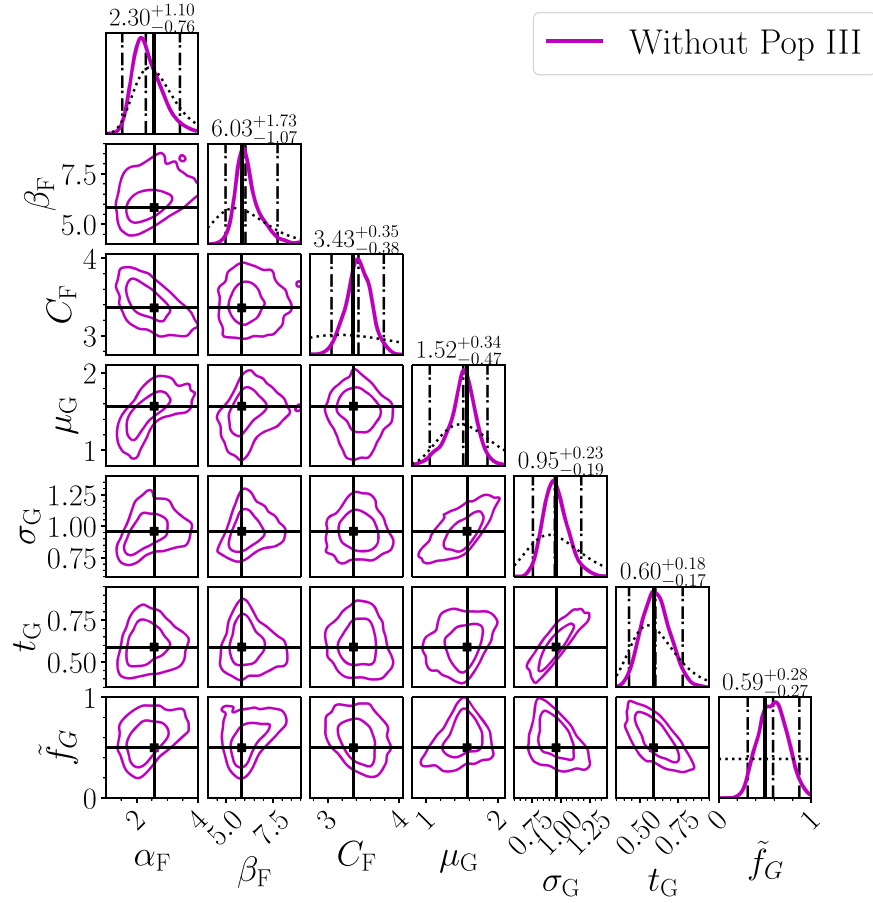 2.30^{+1.10}_{-0.76}
Without Pop III
6.03^{+1.73}_{-1.07}
β_F
7.5
5.0
3.43^{+0.35}_{-0.38}
C_F
4
3
1.52^{+0.34}_{-0.47}
μ_G
2
1
0.95^{+0.23}_{-0.19}
σ_G
1.25
1.00
0.75
0.60^{+0.18}_{-0.17}
t_G
0.75
0.50
0.59^{+0.28}_{-0.27}
f̃_G
1
0
2 4
5.0 7.5
3 4
1 2
0.75 1.00 1.25
0.50 0.75
0 1
α_F β_F C_F μ_G σ_G t_G f̃_G